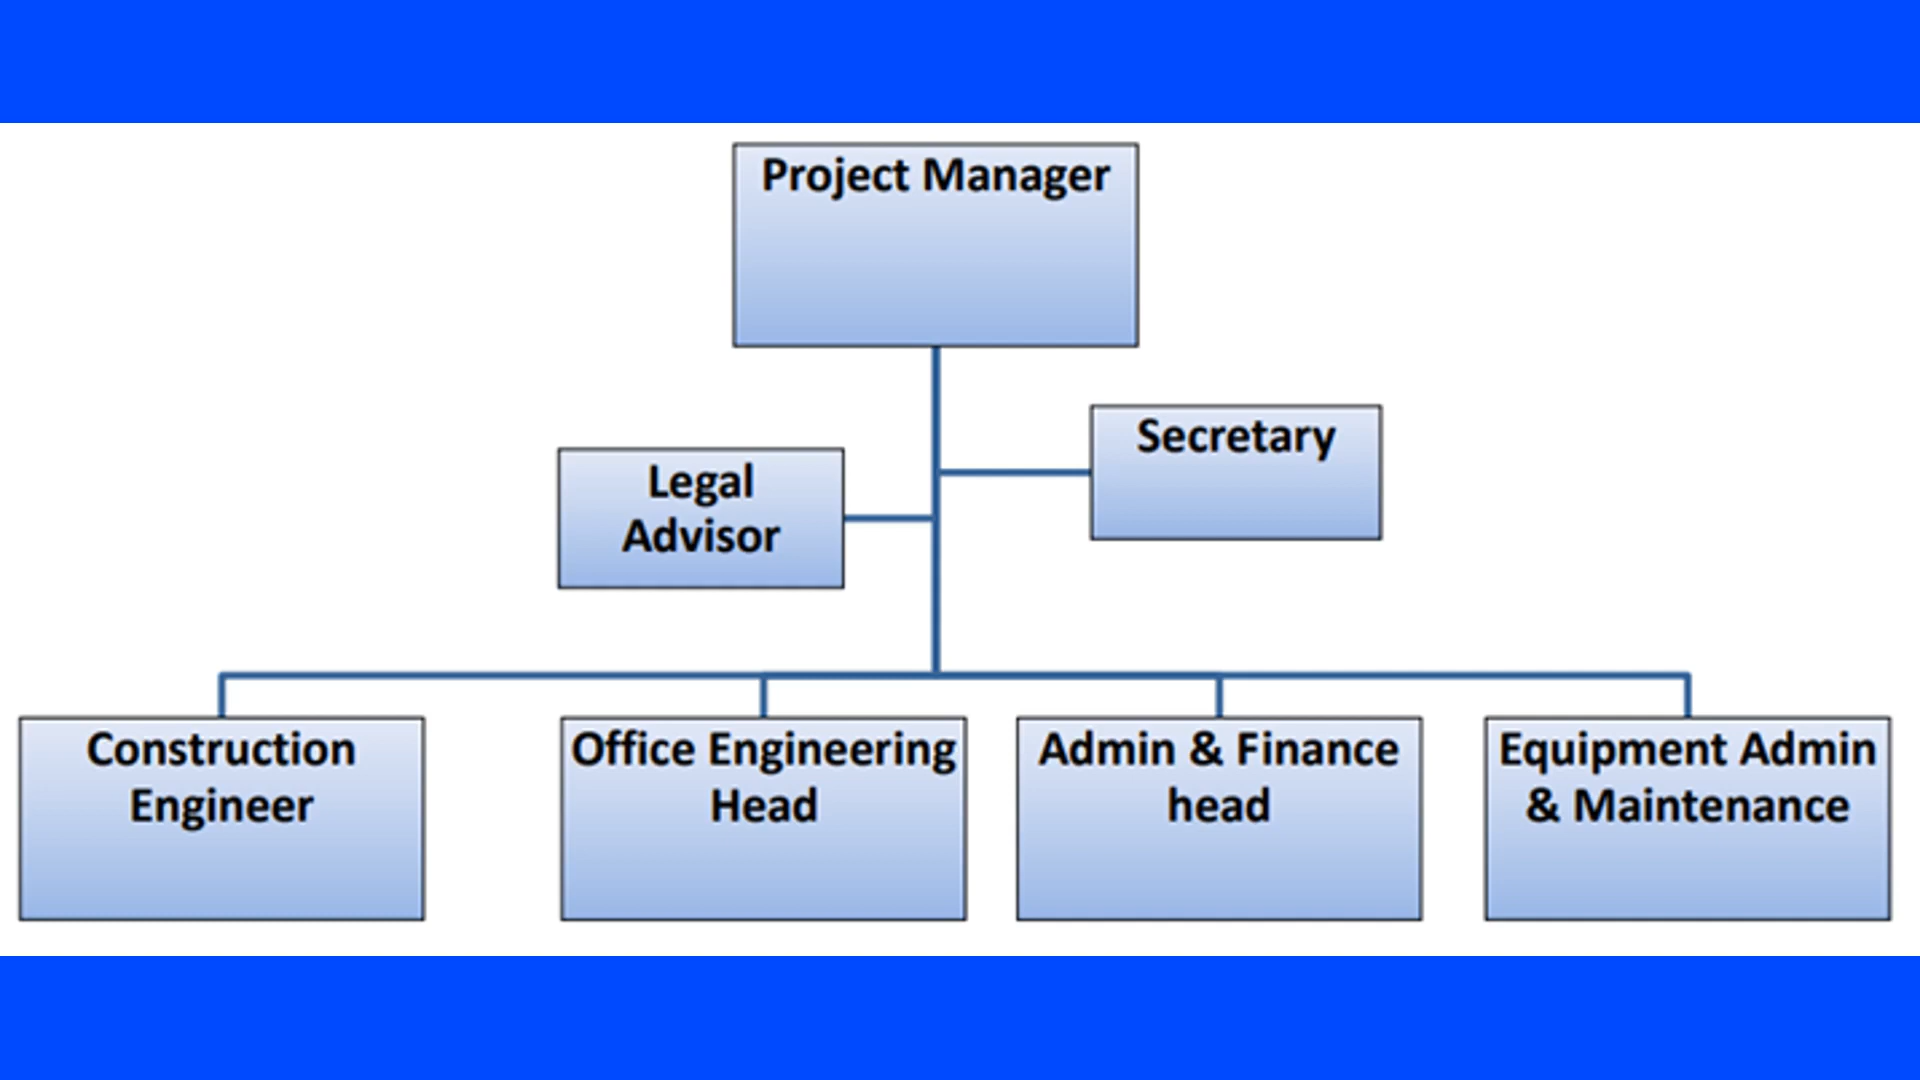 Project Manager
Secretary
Legal
Advisor
Construction
Engineer
Office Engineering
Head
Admin & Finance
head
Equipment Admin
& Maintenance